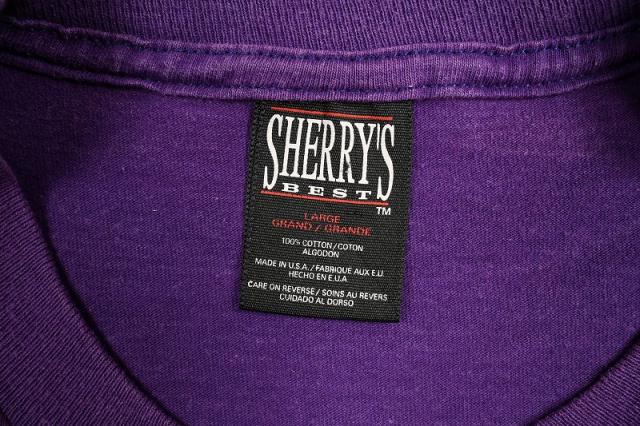 SHERRY'S
BEST
TM
LARGE
GRAND / GRANDE
100% COTTON / COTON
ALGODON
MADE IN U.S.A. / FABRIQUE AUX E.U.
HECHO EN E.U.A
CARE ON REVERSE / SOINS AU REVERS
CUIDADO AL DORSO